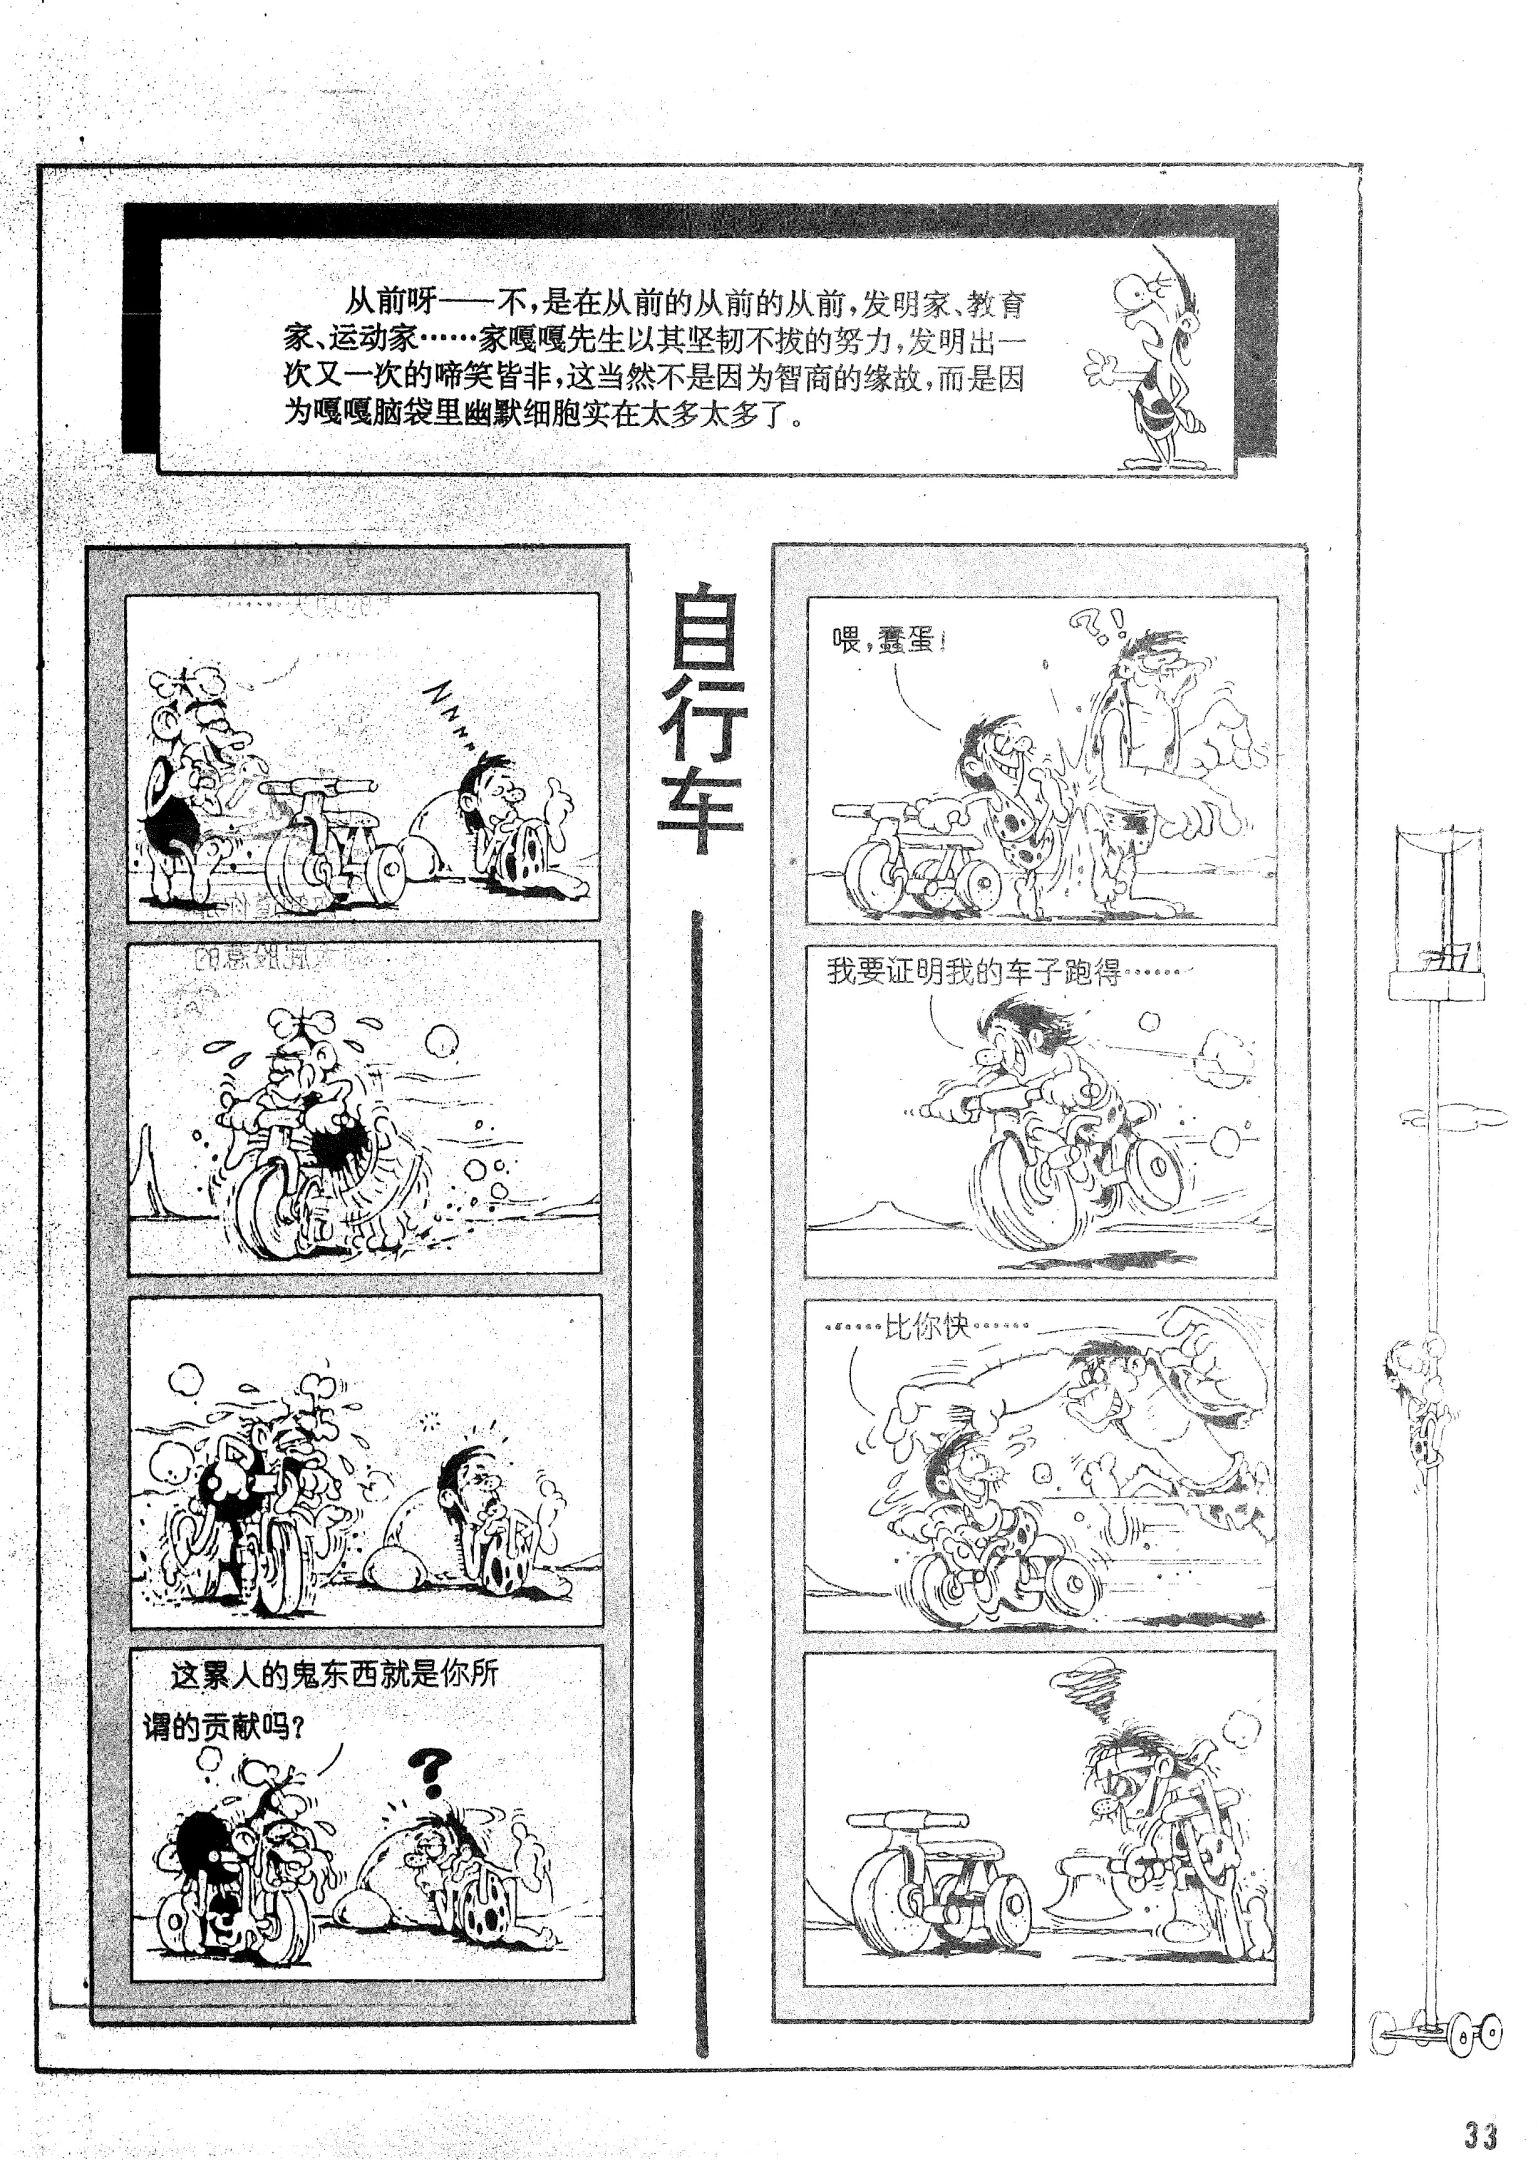 从前呀——不，是在从前的从前的从前，发明家、教育
家、运动家……家嘎嘎先生以其坚韧不拔的努力，发明出一
次又一次的啼笑皆非，这当然不是因为智商的缘故，而是因
为嘎嘎脑袋里幽默细胞实在太多太多了。
自行车
NNNNN
这累人的鬼东西就是你所
谓的贡献吗？
?
?!
喂，蠢蛋！
我要证明我的车子跑得……
……比你快……
33